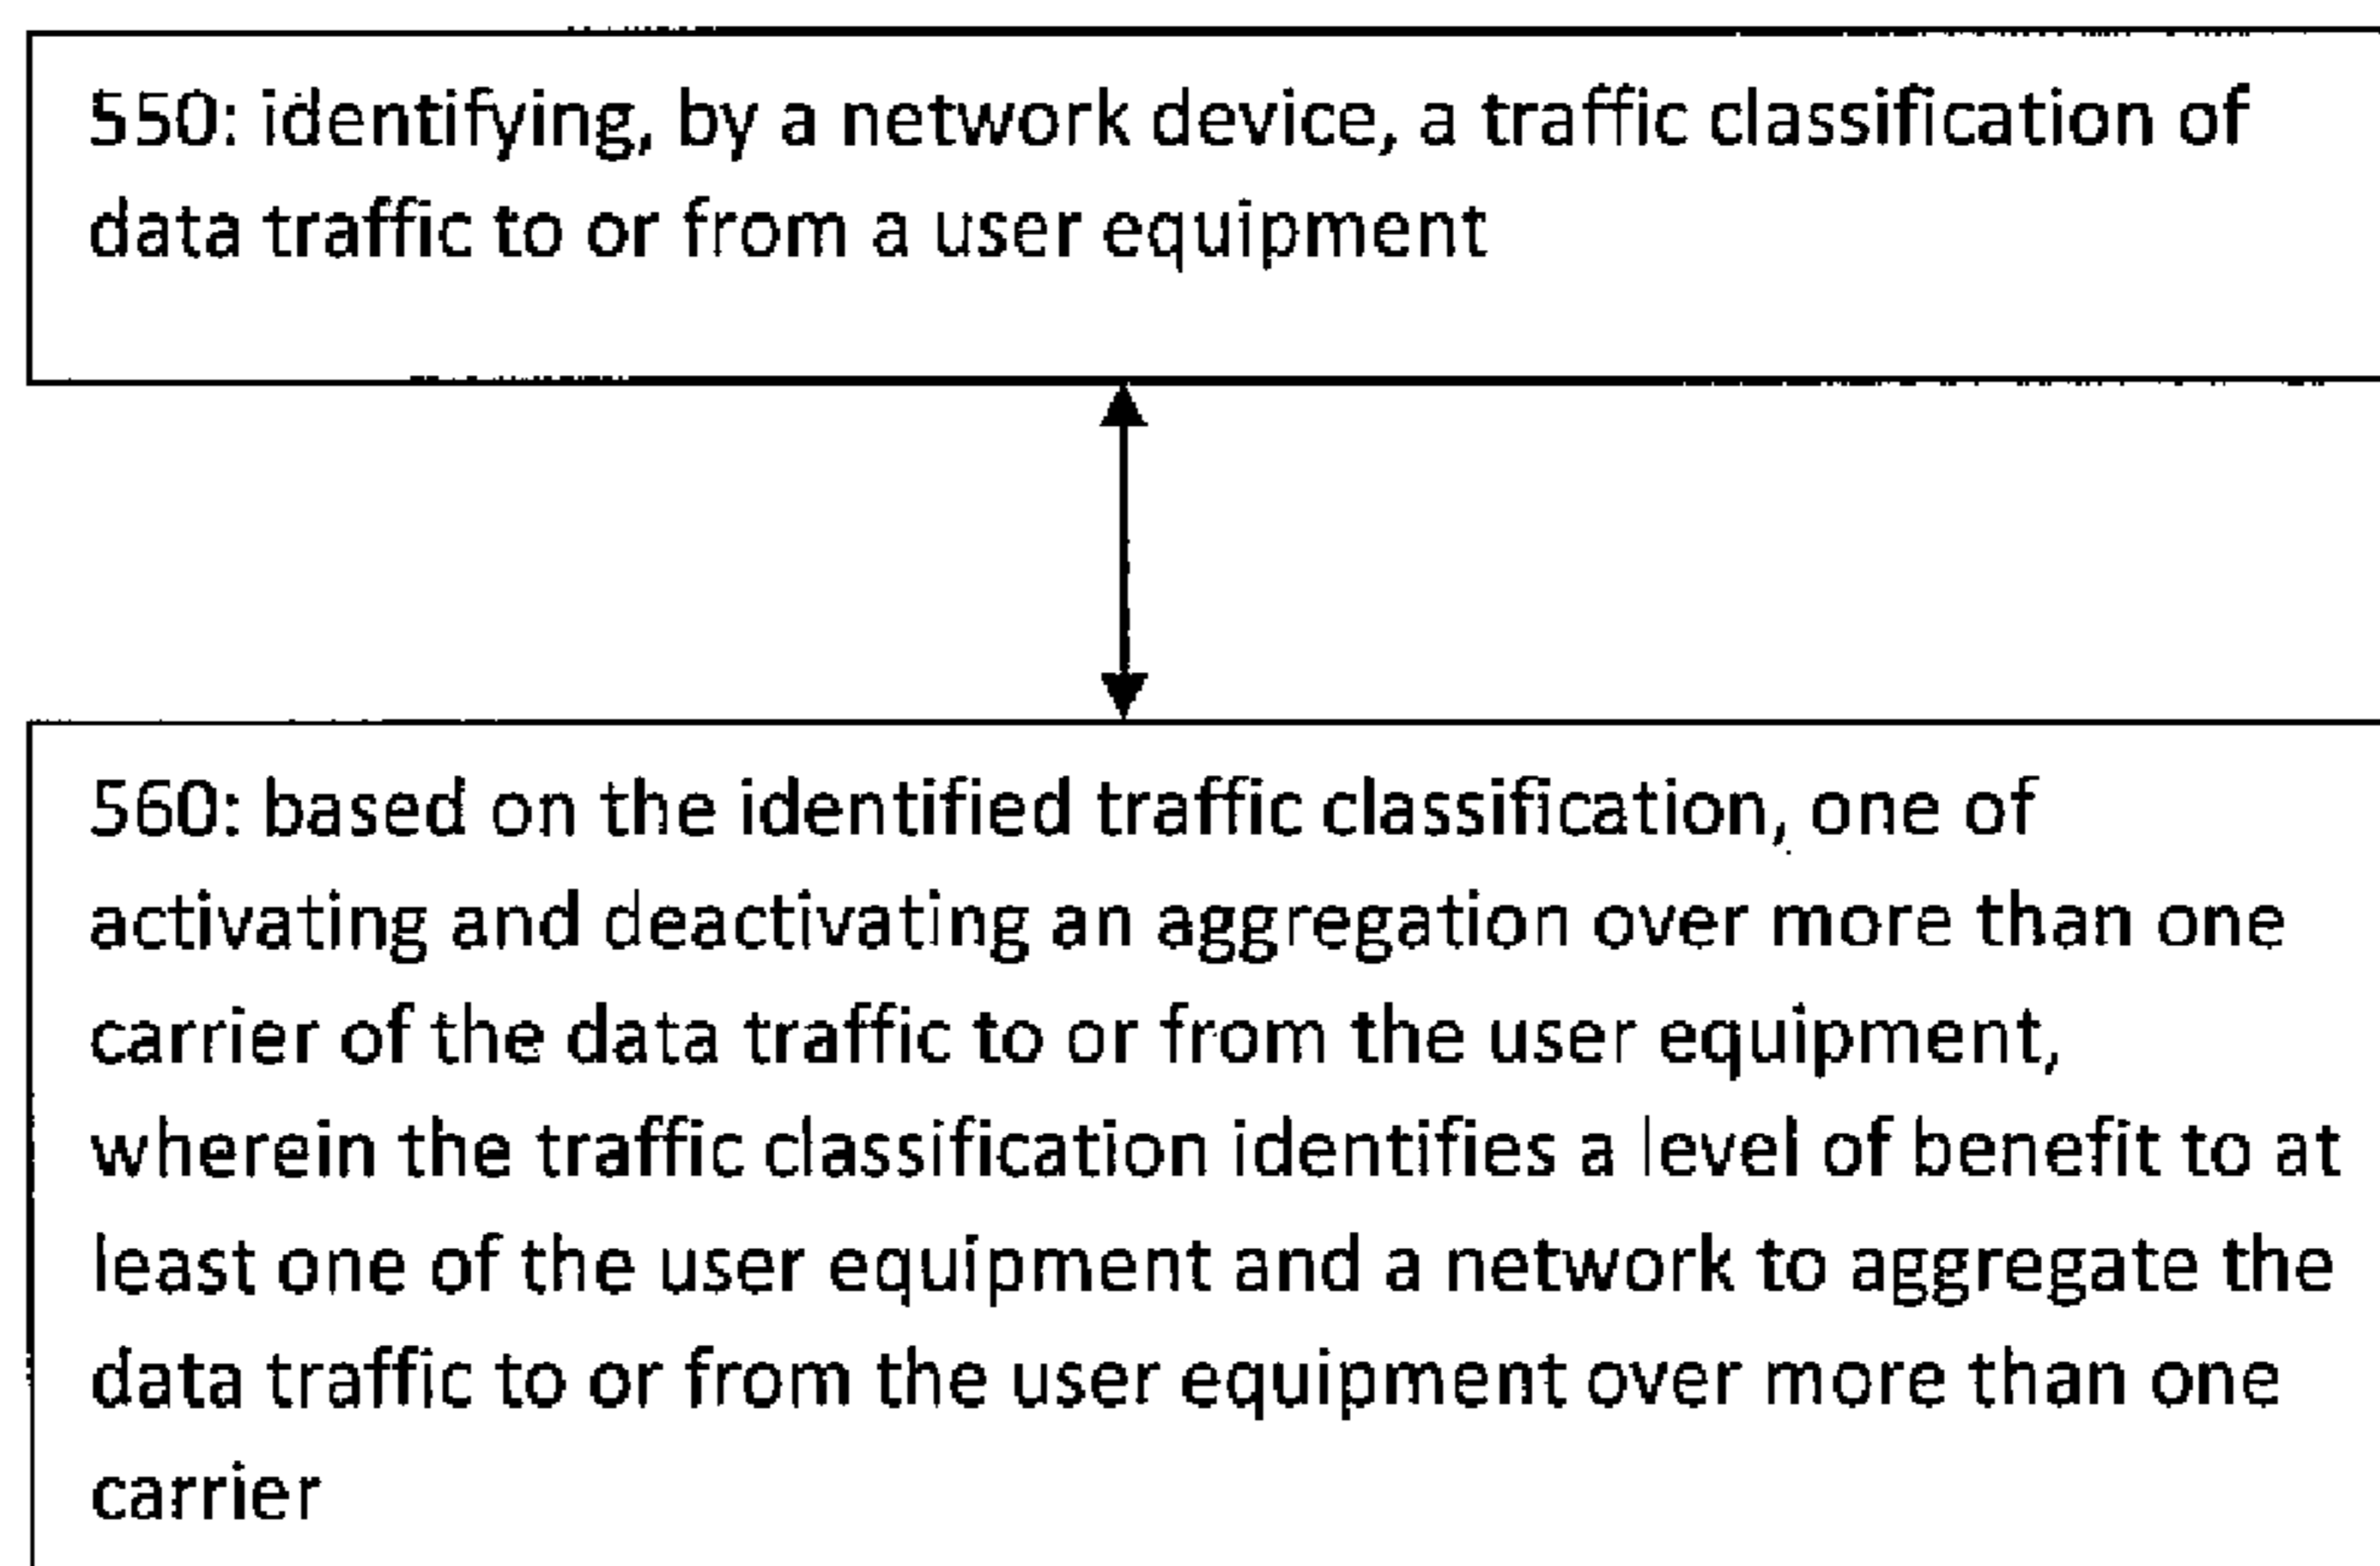 550: identifying, by a network device, a traffic classification of
data traffic to or from a user equipment
560: based on the identified traffic classification, one of
activating and deactivating an aggregation over more than one
carrier of the data traffic to or from the user equipment,
wherein the traffic classification identifies a level of benefit to at
least one of the user equipment and a network to aggregate the
data traffic to or from the user equipment over more than one
carrier